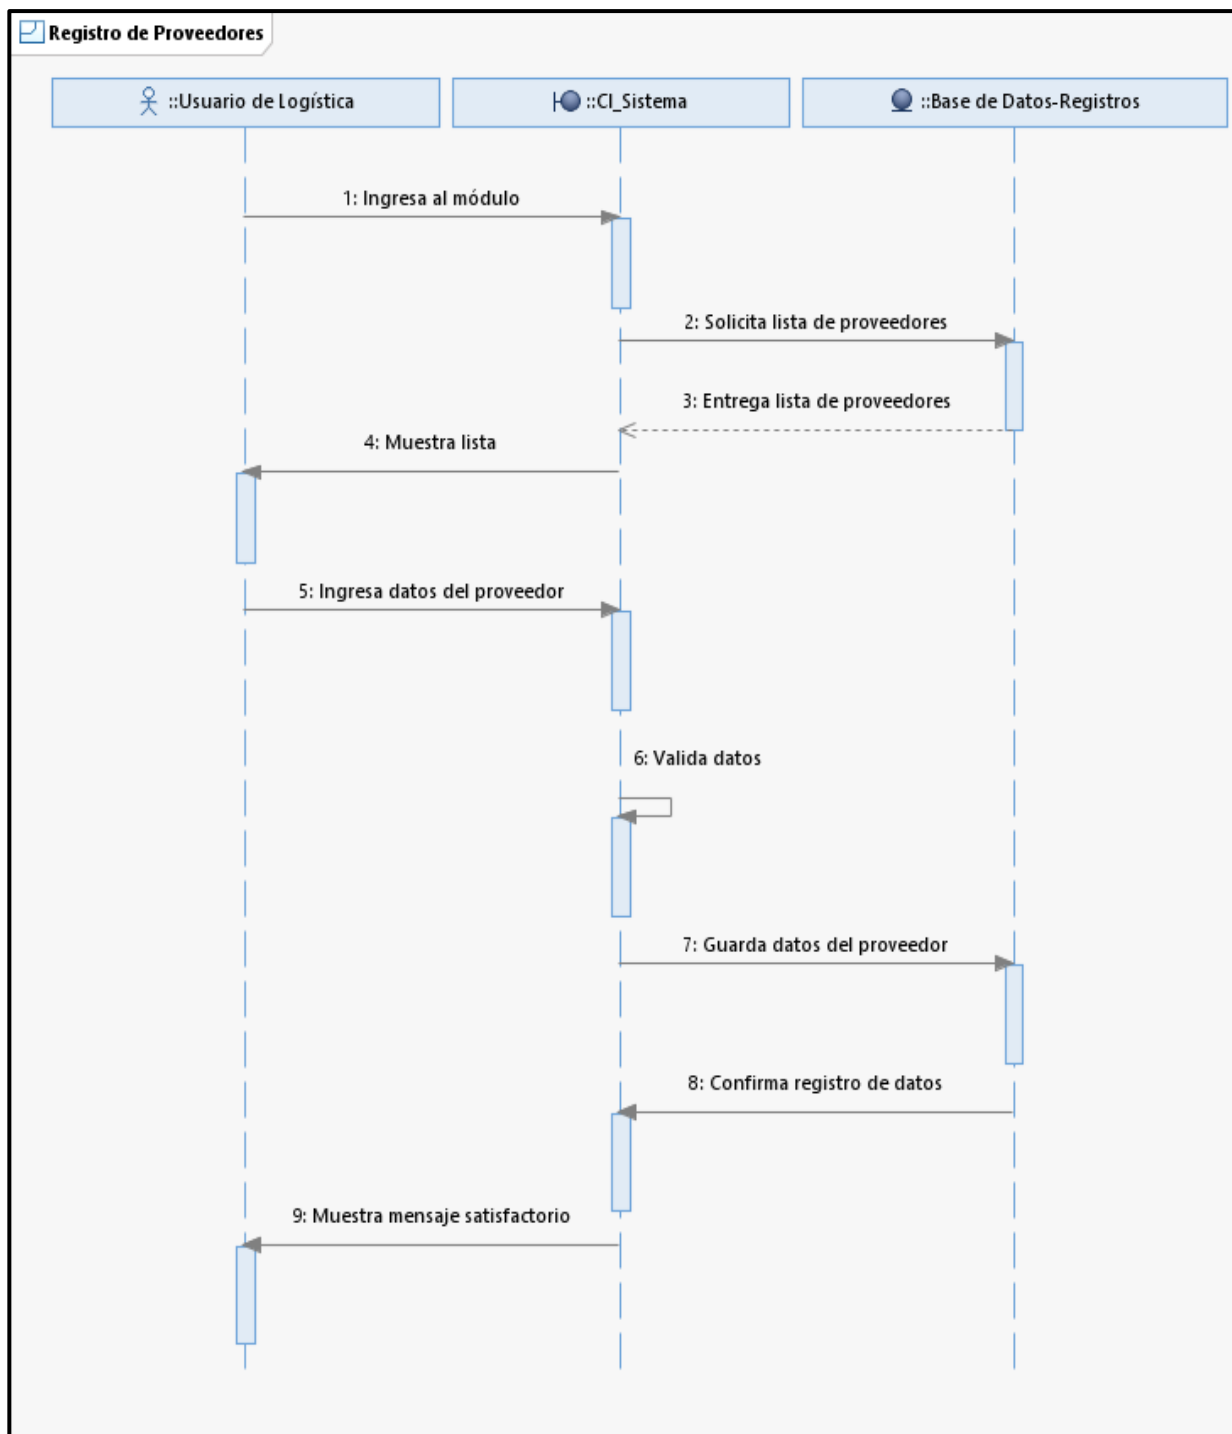 Registro de Proveedores
::Usuario de Logística
::CI_Sistema
::Base de Datos-Registros
1: Ingresa al módulo
2: Solicita lista de proveedores
3: Entrega lista de proveedores
4: Muestra lista
5: Ingresa datos del proveedor
6: Valida datos
7: Guarda datos del proveedor
8: Confirma registro de datos
9: Muestra mensaje satisfactorio